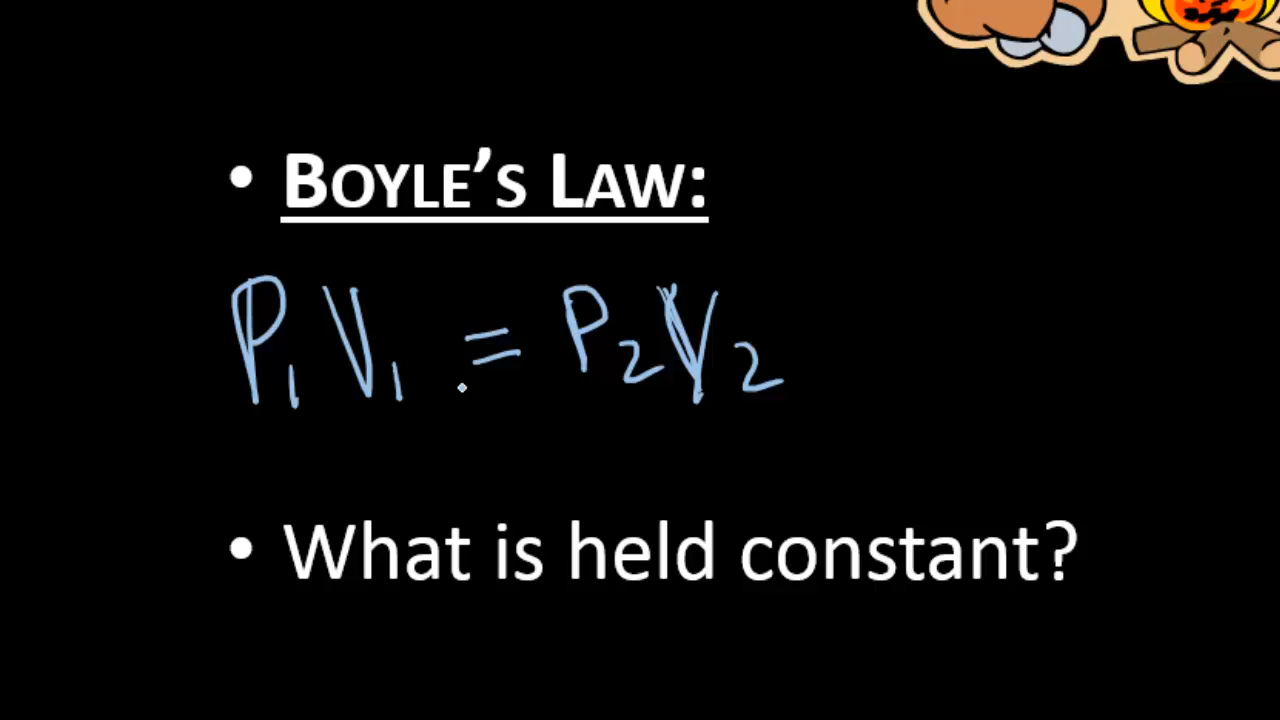 • BOYLE'S LAW:
P₁V₁ = P₂V₂
• What is held constant?